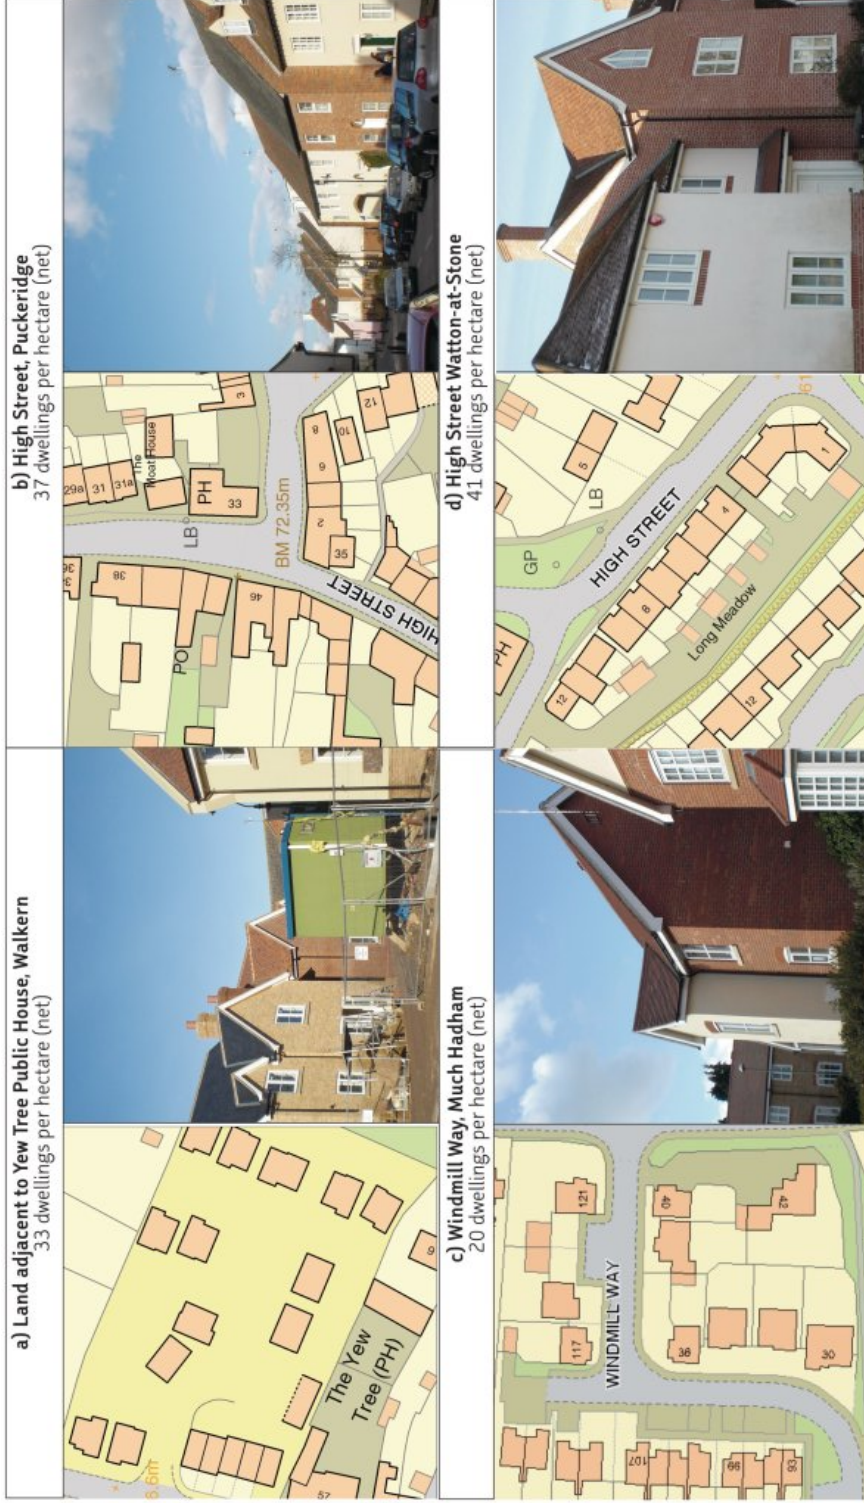 a) Land adjacent to Yew Tree Public House, Walkern
33 dwellings per hectare (net)
The Yew
Tree (PH)
57
6.6m
b) High Street, Puckeridge
37 dwellings per hectare (net)
29a
31
31a
The
Moat House
3
38
LB
PH
33
PO
46
BM 72.35m
2
6
8
10
12
35
HIGH STREET
c) Windmill Way, Much Hadham
20 dwellings per hectare (net)
121
117
40
42
WINDMILL WAY
36
30
107
99
93
d) High Street Watton-at-Stone
41 dwellings per hectare (net)
5
GP
LB
PH
HIGH STREET
4
1
8
12
Long Meadow
12
61